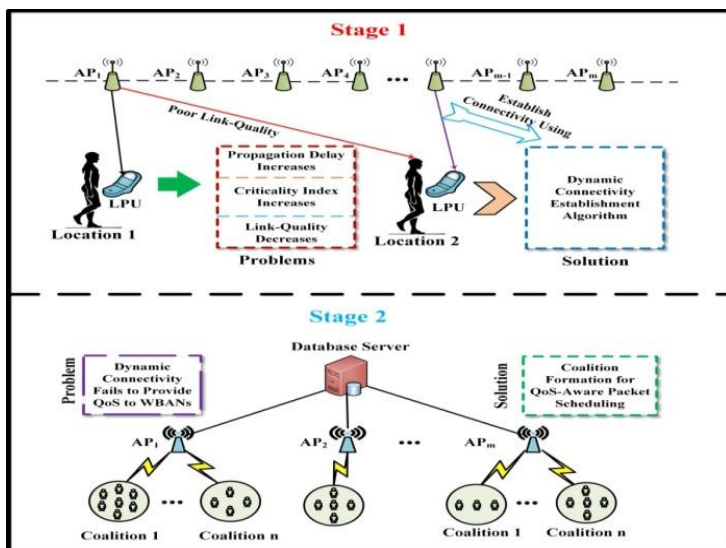 Stage 1
AP1
AP2
AP3
AP4
...
APm-1
APm
Poor Link-Quality
Establish
Connectivity Using
Propagation Delay
Increases
Criticality Index
Increases
Link-Quality
Decreases
Dynamic
Connectivity
Establishment
Algorithm
LPU
LPU
Location 1
Location 2
Problems
Solution
Stage 2
Database Server
Problem
Dynamic
Connectivity
Fails to Provide
QoS to WBANs
Solution
Coalition
Formation for
QoS-Aware Packet
Scheduling
AP1
AP2
...
APm
...
...
Coalition 1
Coalition n
Coalition 1
Coalition n